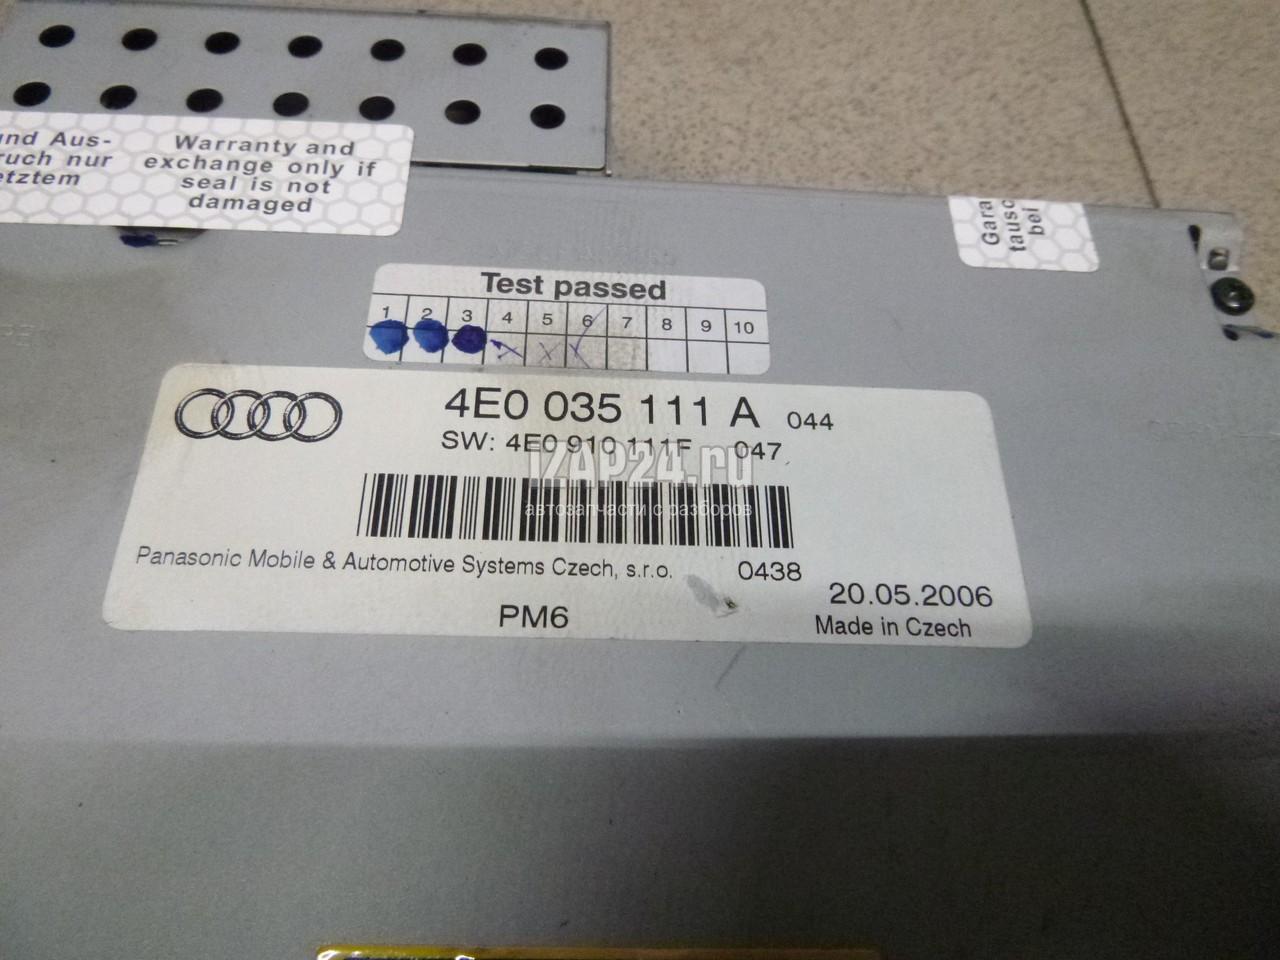 und Aus-
ruch nur
etztem
Warranty and
exchange only if
seal is not
damaged
Gara
tausc
bei
Test passed
1 2 3 4 5 6 7 8 9 10
4E0 035 111 A 044
SW: 4E0 910 111F 047
iZAP24.ru
автозапчасти с разборов
Panasonic Mobile & Automotive Systems Czech, s.r.o. 0438
20.05.2006
PM6
Made in Czech